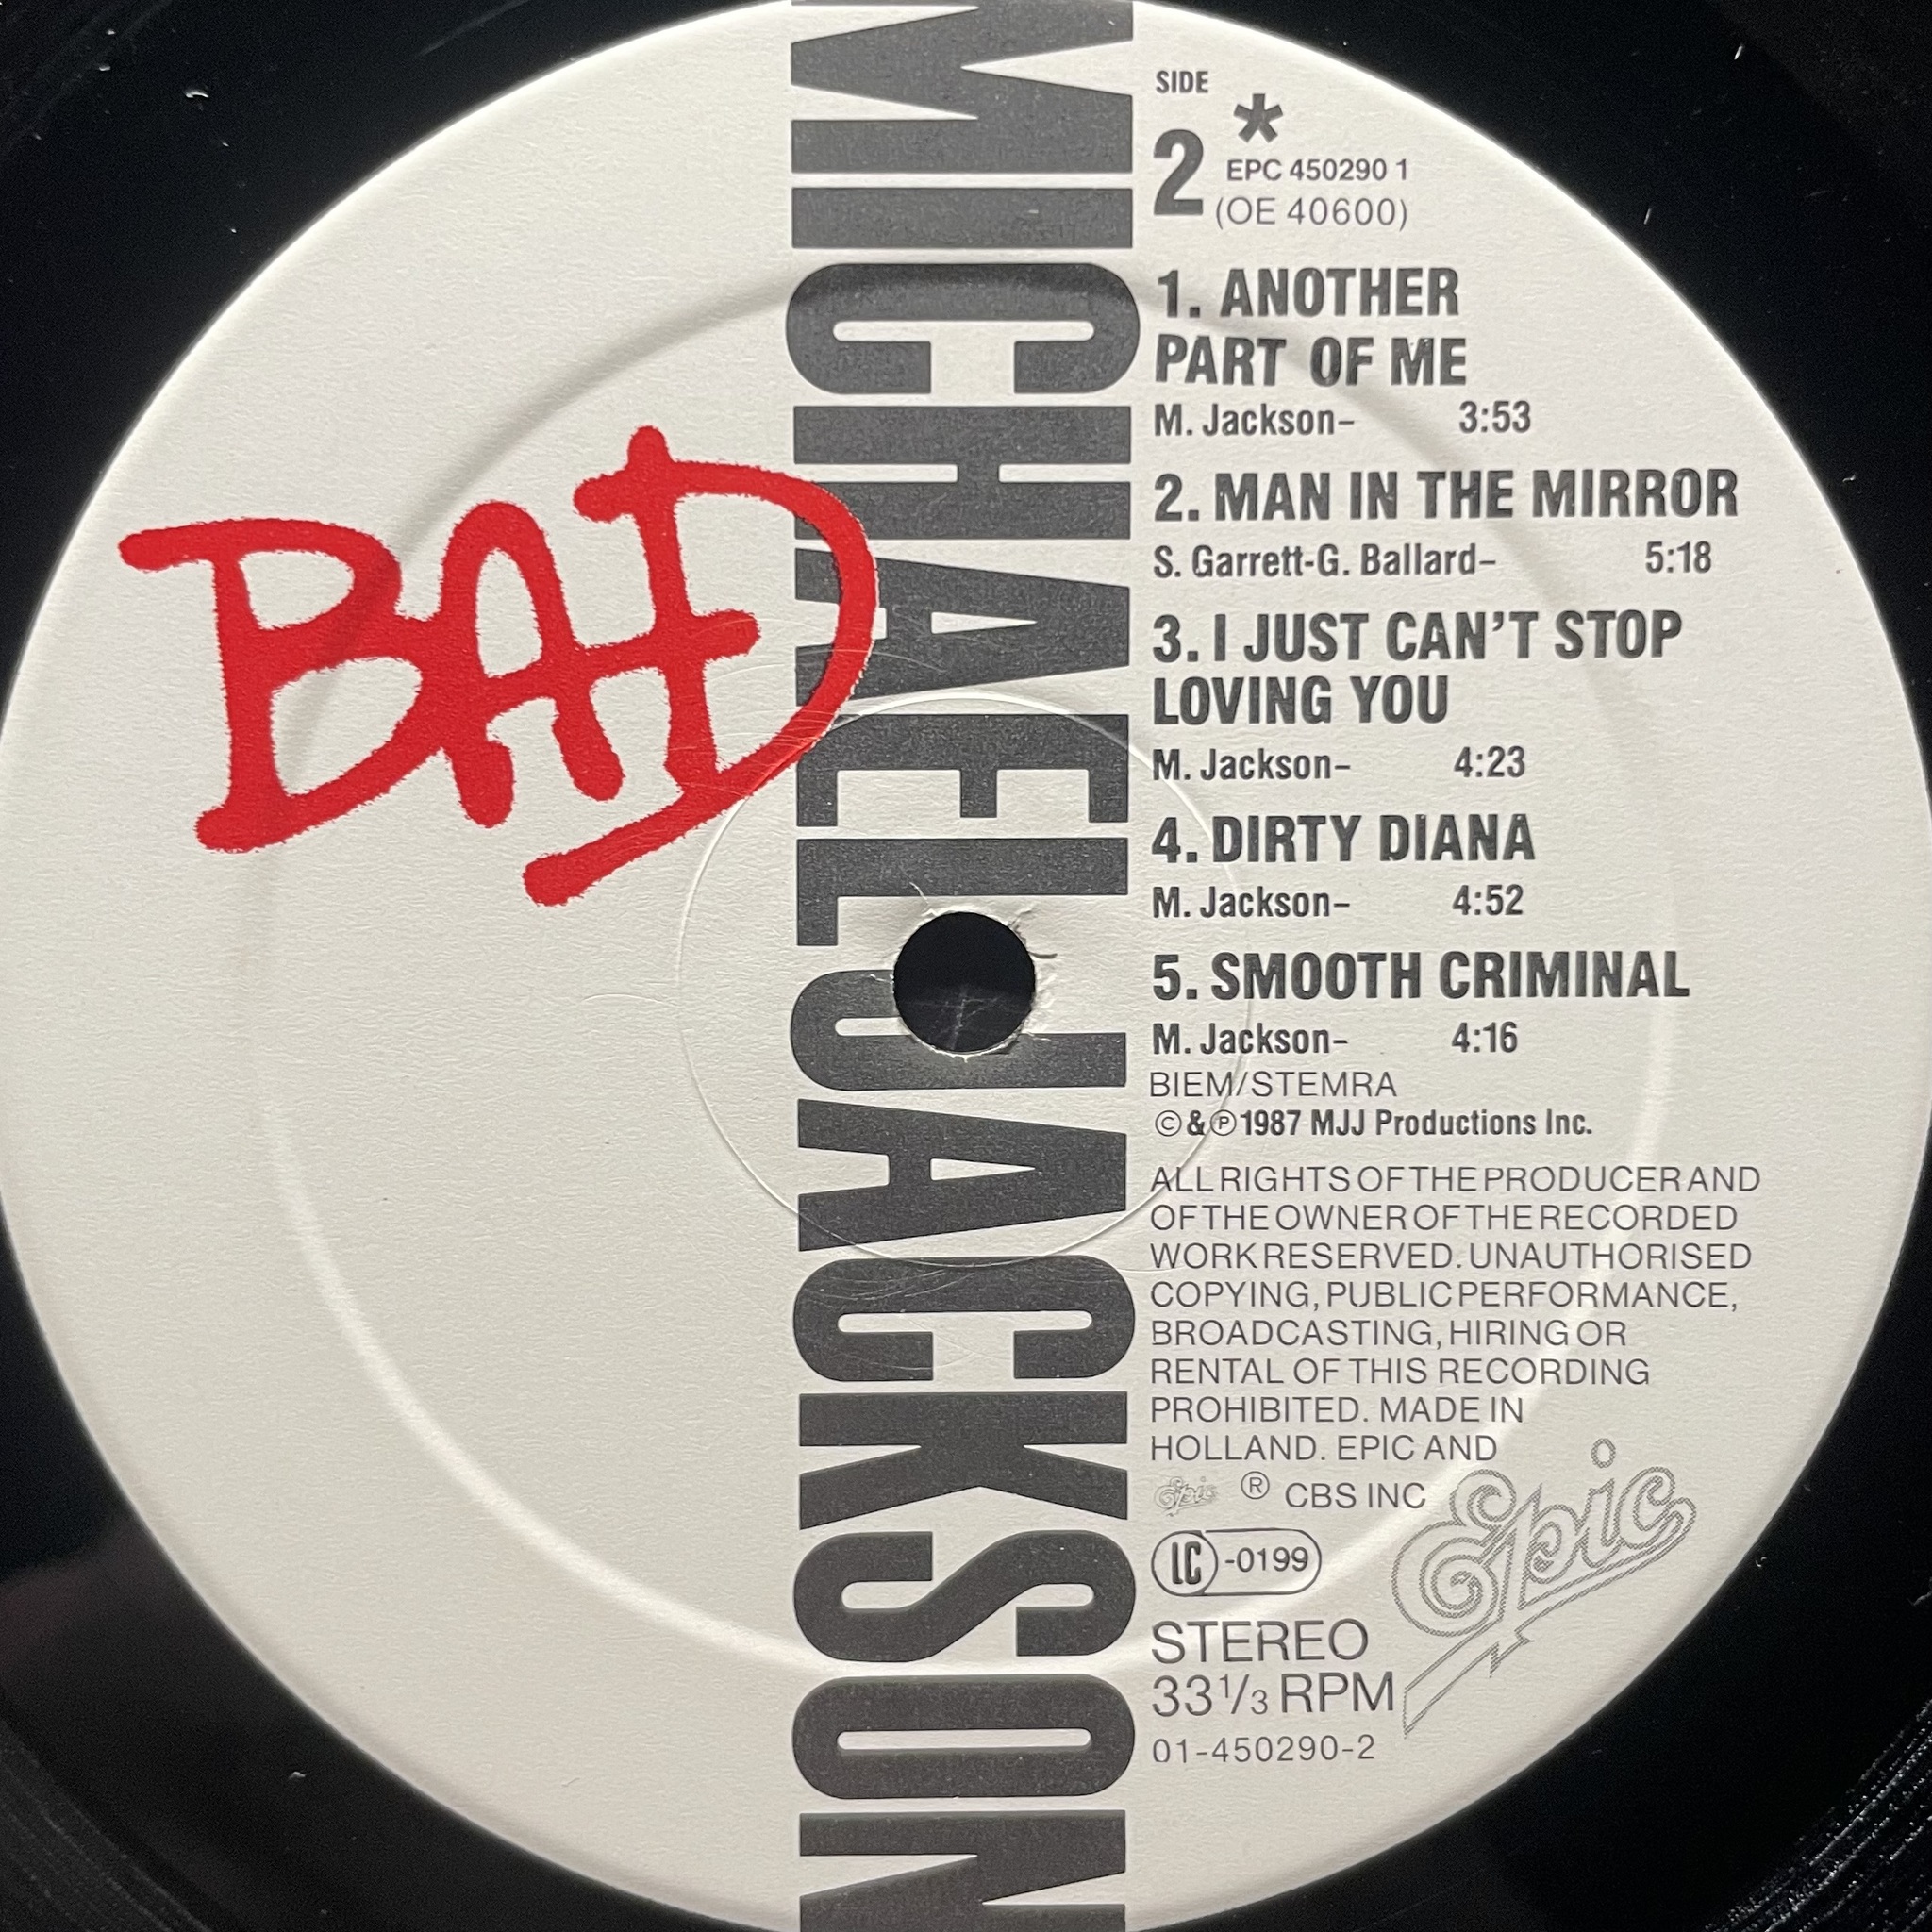 BAD
MICHAEL JACKSON
SIDE
2 *
EPC 450290 1
(OE 40600)
1. ANOTHER
PART OF ME
M. Jackson– 3:53
2. MAN IN THE MIRROR
S. Garrett-G. Ballard– 5:18
3. I JUST CAN'T STOP
LOVING YOU
M. Jackson– 4:23
4. DIRTY DIANA
M. Jackson– 4:52
5. SMOOTH CRIMINAL
M. Jackson– 4:16
BIEM/STEMRA
©&℗1987 MJJ Productions Inc.
ALL RIGHTS OF THE PRODUCER AND
OF THE OWNER OF THE RECORDED
WORK RESERVED. UNAUTHORISED
COPYING, PUBLIC PERFORMANCE,
BROADCASTING, HIRING OR
RENTAL OF THIS RECORDING
PROHIBITED. MADE IN
HOLLAND. EPIC AND
Epic ® CBS INC
Epic
LC-0199
STEREO
33⅓ RPM
01-450290-2